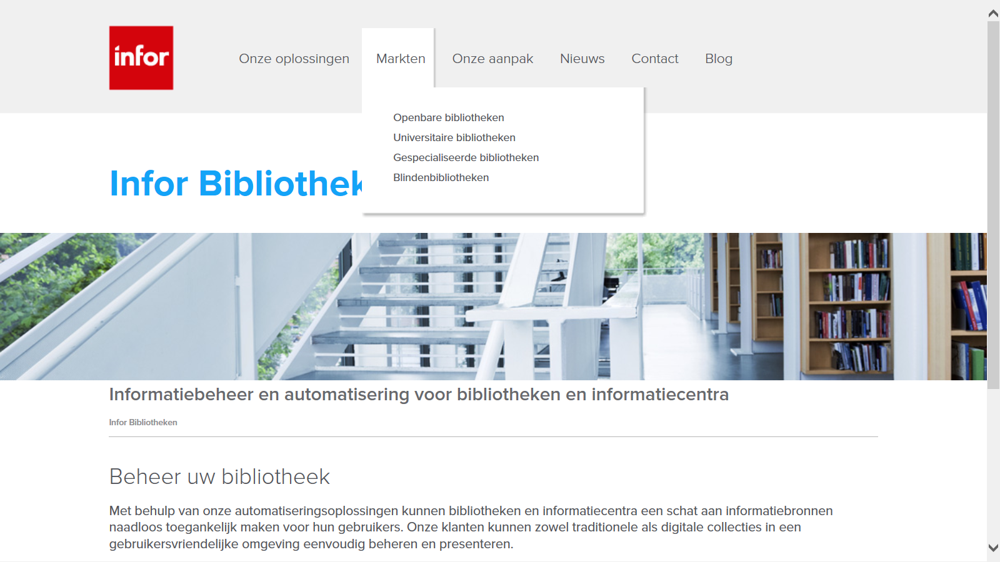 infor
Onze oplossingen
Markten
Onze aanpak
Nieuws
Contact
Blog
Openbare bibliotheken
Universitaire bibliotheken
Gespecialiseerde bibliotheken
Blindenbibliotheken
Infor Bibliothek
Informatiebeheer en automatisering voor bibliotheken en informatiecentra
Infor Bibliotheken
Beheer uw bibliotheek
Met behulp van onze automatiseringsoplossingen kunnen bibliotheken en informatiecentra een schat aan informatiebronnen
naadloos toegankelijk maken voor hun gebruikers. Onze klanten kunnen zowel traditionele als digitale collecties in een
gebruikersvriendelijke omgeving eenvoudig beheren en presenteren.